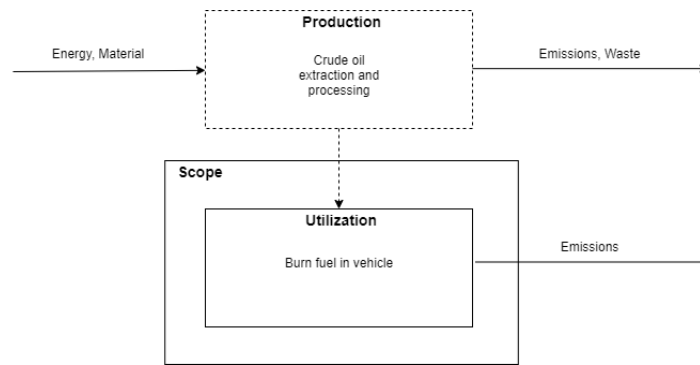 Production
Energy, Material
Emissions, Waste
Crude oil
extraction and
processing
Scope
Utilization
Emissions
Burn fuel in vehicle